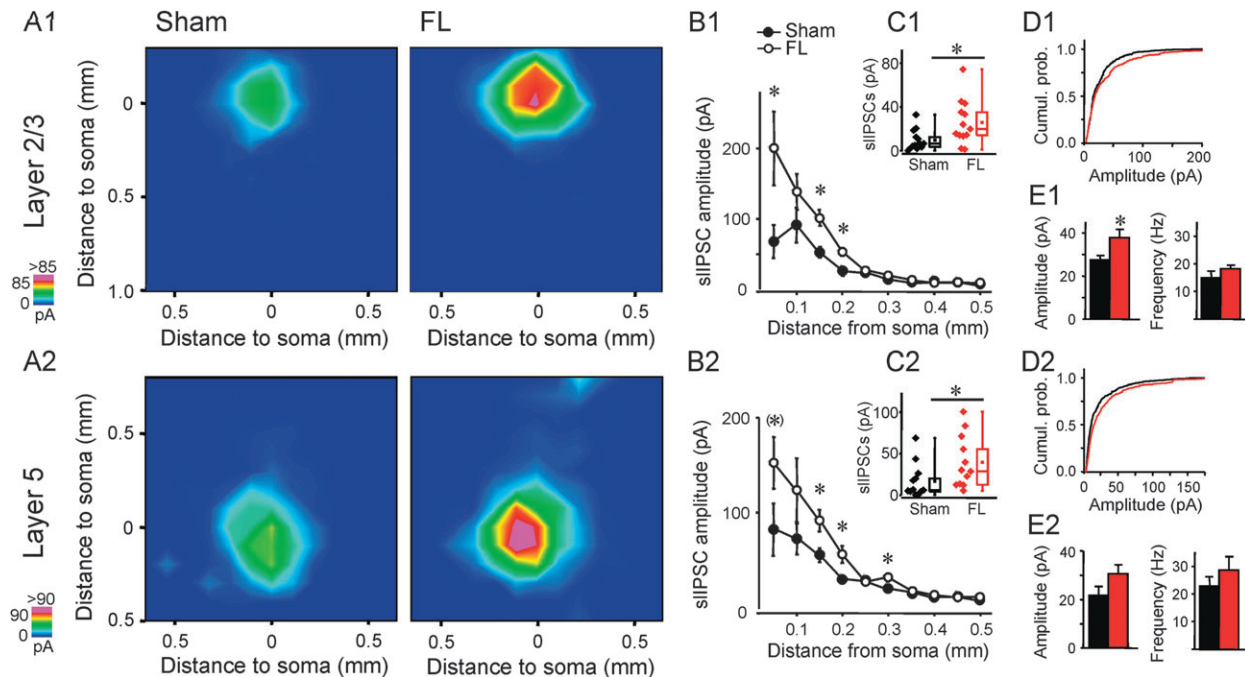 A1
Sham
FL
Layer 2/3
Distance to soma (mm)
0
0.5
1.0
>85
85
0
pA
0.5
0
0.5
0.5
0
0.5
Distance to soma (mm)
Distance to soma (mm)
B1
Sham
FL
slIPSC amplitude (pA)
200
100
0
*
*
*
0.1
0.2
0.3
0.4
0.5
Distance from soma (mm)
C1
*
slIPSCs (pA)
80
40
0
Sham
FL
D1
Cumul. prob.
1.0
0.5
0
0
100
200
Amplitude (pA)
E1
Amplitude (pA)
40
20
0
*
Frequency (Hz)
30
20
10
A2
Layer 5
Distance to soma (mm)
0.5
0
0.5
>90
90
0
pA
0.5
0
0.5
0.5
0
0.5
Distance to soma (mm)
Distance to soma (mm)
B2
slIPSC amplitude (pA)
200
100
0
(*)
*
*
*
0.1
0.2
0.3
0.4
0.5
Distance from soma (mm)
C2
*
slIPSCs (pA)
100
50
0
Sham
FL
D2
Cumul. prob.
1.0
0.5
0
0
50
100
150
Amplitude (pA)
E2
Amplitude (pA)
40
20
0
Frequency (Hz)
30
20
10